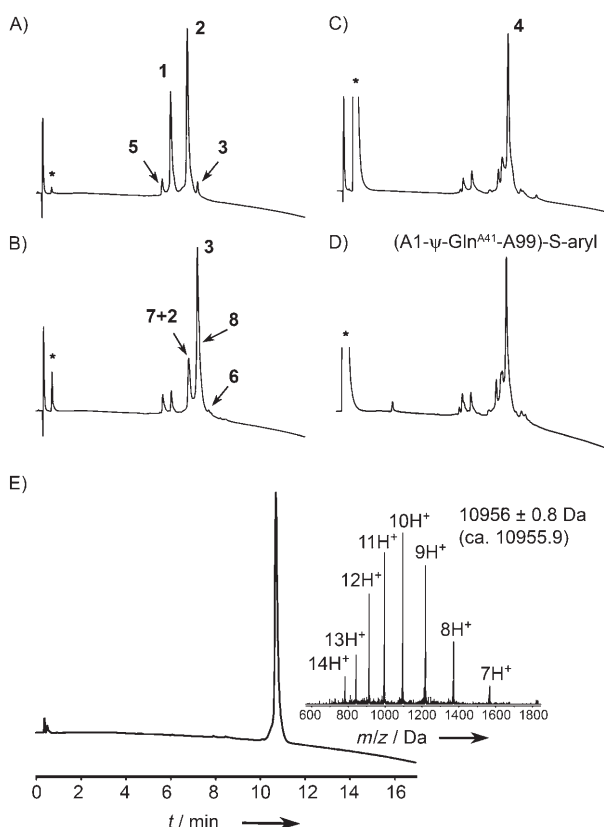 A)
2
1
5
3
*
C)
4
*
B)
3
7+2
8
6
*
D)
(A1-ψ-Gln^A41-A99)-S-aryl
*
E)
10956 ± 0.8 Da
(ca. 10955.9)
10H⁺
11H⁺
9H⁺
12H⁺
8H⁺
13H⁺
14H⁺
7H⁺
600 800 1000 1200 1400 1600 1800
m/z / Da
0 2 4 6 8 10 12 14 16
t / min